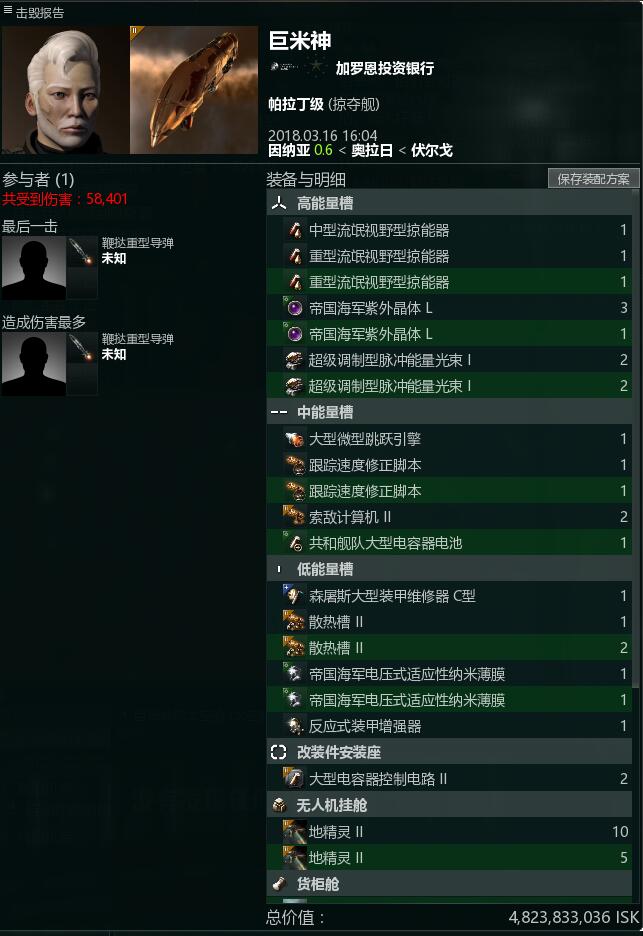 击毁报告
巨米神
加罗恩投资银行
帕拉丁级 (掠夺舰)
2018.03.16 16:04
因纳亚 0.6 < 奥拉日 < 伏尔戈
参与者 (1)
共受到伤害：58,401
最后一击
鞭挞重型导弹
未知
造成伤害最多
鞭挞重型导弹
未知
装备与明细
保存装配方案
高能量槽
中型流氓视野型掠能器 1
重型流氓视野型掠能器 1
重型流氓视野型掠能器 1
帝国海军紫外晶体 L 3
帝国海军紫外晶体 L 1
超级调制型脉冲能量光束 I 2
超级调制型脉冲能量光束 I 2
中能量槽
大型微型跳跃引擎 1
跟踪速度修正脚本 1
跟踪速度修正脚本 1
索敌计算机 II 2
共和舰队大型电容器电池 1
低能量槽
森屠斯大型装甲维修器 C型 1
散热槽 II 1
散热槽 II 2
帝国海军电压式适应性纳米薄膜 1
帝国海军电压式适应性纳米薄膜 1
反应式装甲增强器 1
改装件安装座
大型电容器控制电路 II 2
无人机挂舱
地精灵 II 10
地精灵 II 5
货柜舱
总价值： 4,823,833,036 ISK